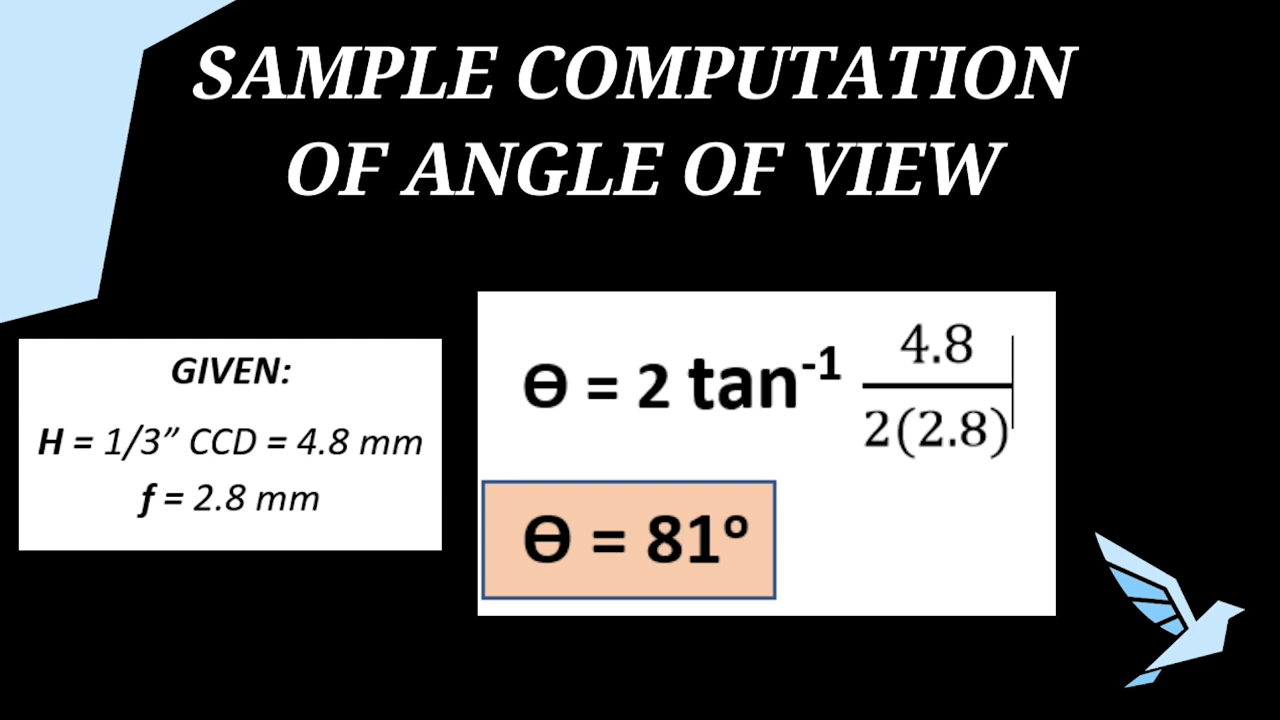 SAMPLE COMPUTATION
OF ANGLE OF VIEW
GIVEN:
H = 1/3” CCD = 4.8 mm
f = 2.8 mm
ɵ = 2 tan⁻¹ 4.8
2(2.8)
ɵ = 81º